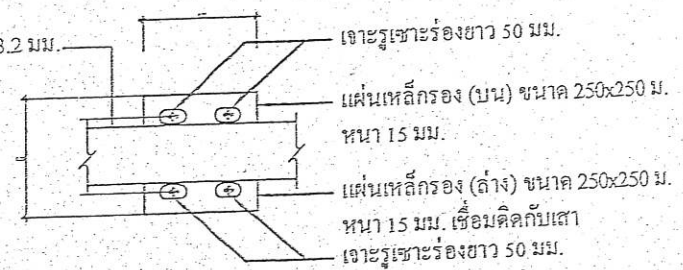 3.2 มม.
เจาะรูเซาะร่องยาว 50 มม.
แผ่นเหล็กรอง (บน) ขนาด 250x250 ม.
หนา 15 มม.
แผ่นเหล็กรอง (ล่าง) ขนาด 250x250 ม.
หนา 15 มม. เชื่อมติดกับเสา
เจาะรูเซาะร่องยาว 50 มม.